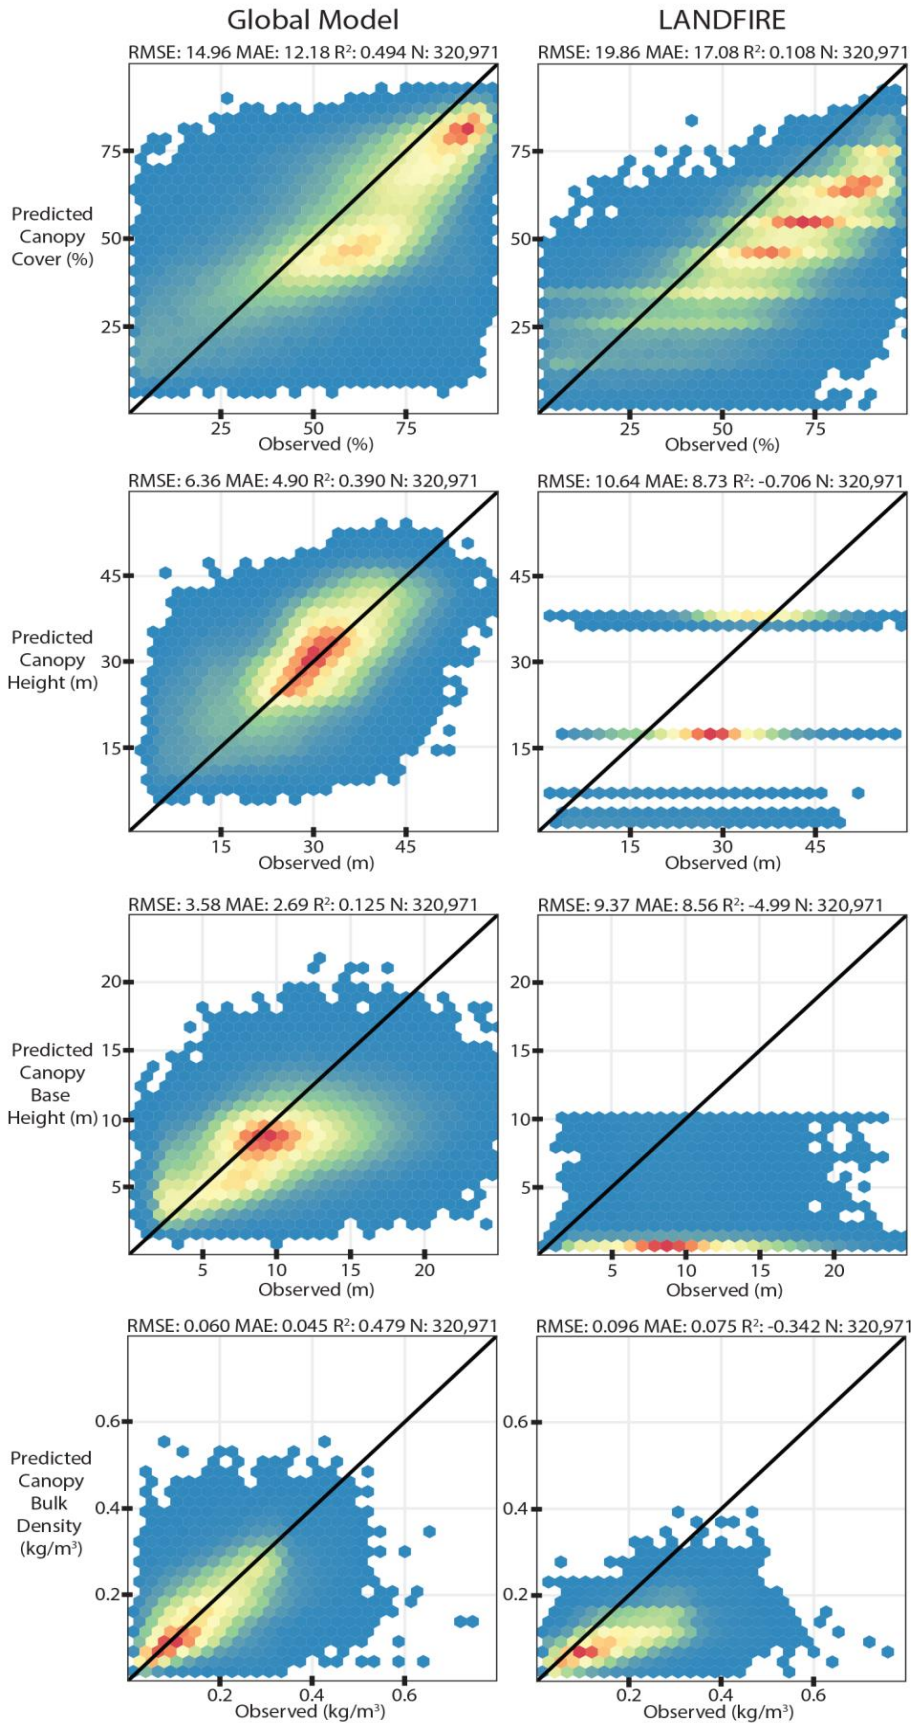 Global Model
LANDFIRE
RMSE: 14.96 MAE: 12.18 R²: 0.494 N: 320,971
RMSE: 19.86 MAE: 17.08 R²: 0.108 N: 320,971
Predicted
Canopy
Cover (%)
75
50
25
75
50
25
25 50 75
25 50 75
Observed (%)
Observed (%)
RMSE: 6.36 MAE: 4.90 R²: 0.390 N: 320,971
RMSE: 10.64 MAE: 8.73 R²: -0.706 N: 320,971
Predicted
Canopy
Height (m)
45
30
15
45
30
15
15 30 45
15 30 45
Observed (m)
Observed (m)
RMSE: 3.58 MAE: 2.69 R²: 0.125 N: 320,971
RMSE: 9.37 MAE: 8.56 R²: -4.99 N: 320,971
Predicted
Canopy
Base
Height (m)
20
15
10
5
20
15
10
5
5 10 15 20
5 10 15 20
Observed (m)
Observed (m)
RMSE: 0.060 MAE: 0.045 R²: 0.479 N: 320,971
RMSE: 0.096 MAE: 0.075 R²: -0.342 N: 320,971
Predicted
Canopy
Bulk
Density
(kg/m³)
0.6
0.4
0.2
0.6
0.4
0.2
0.2 0.4 0.6
0.2 0.4 0.6
Observed (kg/m³)
Observed (kg/m³)